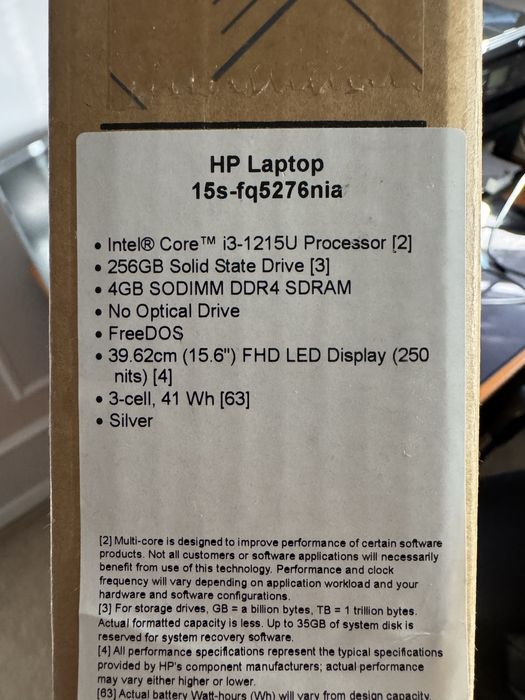 HP Laptop
15s-fq5276nia
• Intel® Core™ i3-1215U Processor [2]
• 256GB Solid State Drive [3]
• 4GB SODIMM DDR4 SDRAM
• No Optical Drive
• FreeDOS
• 39.62cm (15.6") FHD LED Display (250
nits) [4]
• 3-cell, 41 Wh [63]
• Silver
[2] Multi-core is designed to improve performance of certain software
products. Not all customers or software applications will necessarily
benefit from use of this technology. Performance and clock
frequency will vary depending on application workload and your
hardware and software configurations.
[3] For storage drives, GB = a billion bytes, TB = 1 trillion bytes.
Actual formatted capacity is less. Up to 35GB of system disk is
reserved for system recovery software.
[4] All performance specifications represent the typical specifications
provided by HP's component manufacturers; actual performance
may vary either higher or lower.
[63] Actual battery Watt-hours (Wh) will vary from design capacity.